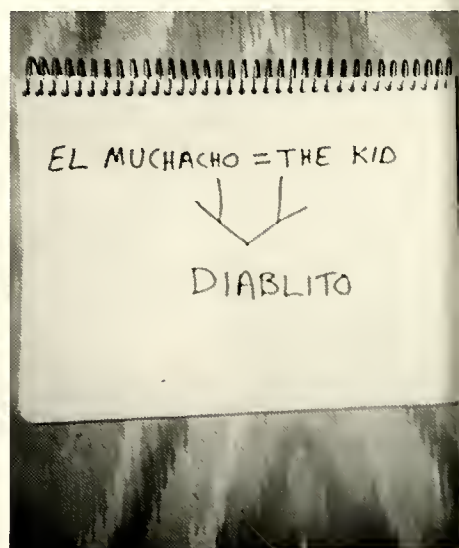 EL MUCHACHO = THE KID
DIABLITO